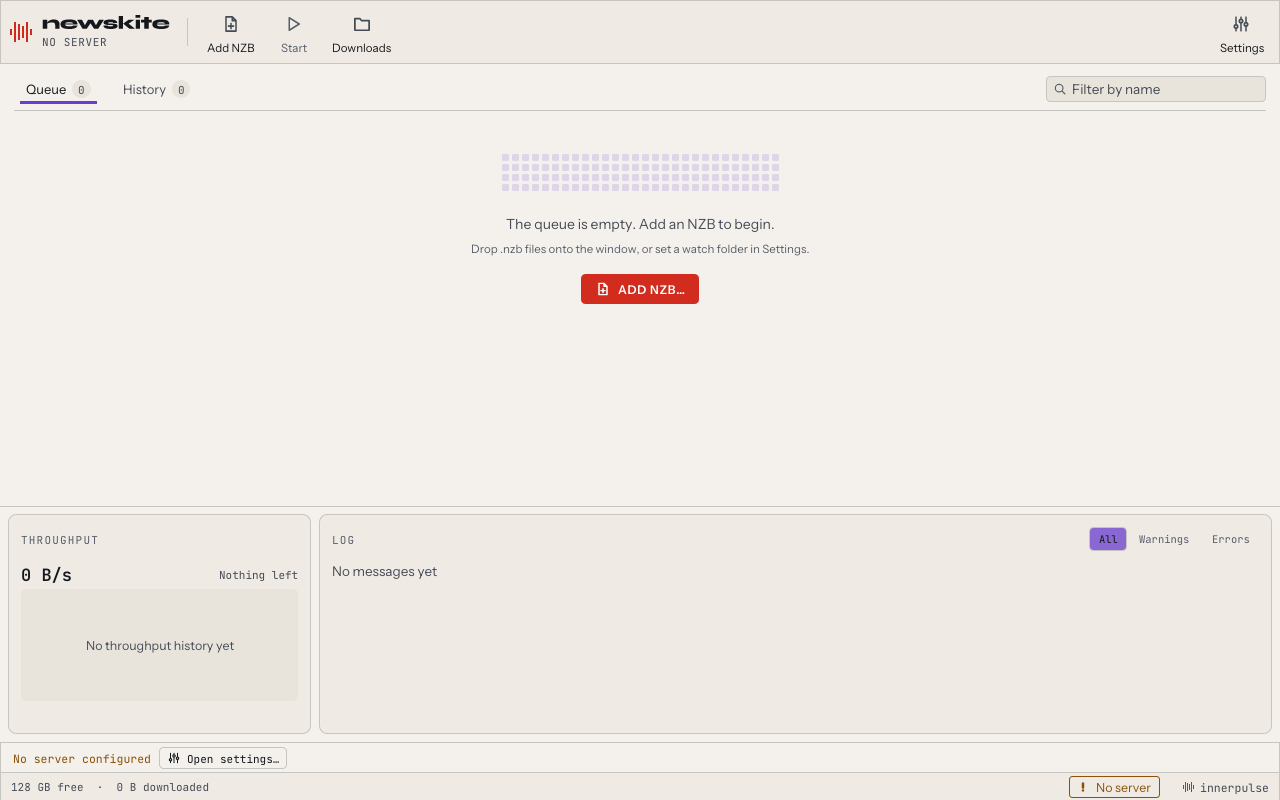 newskite
NO SERVER
Add NZB
Start
Downloads
Settings
Queue 0
History 0
Filter by name
The queue is empty. Add an NZB to begin.
Drop .nzb files onto the window, or set a watch folder in Settings.
ADD NZB…
THROUGHPUT
0 B/s
Nothing left
No throughput history yet
LOG
All
Warnings
Errors
No messages yet
No server configured
Open settings…
128 GB free · 0 B downloaded
! No server
innerpulse